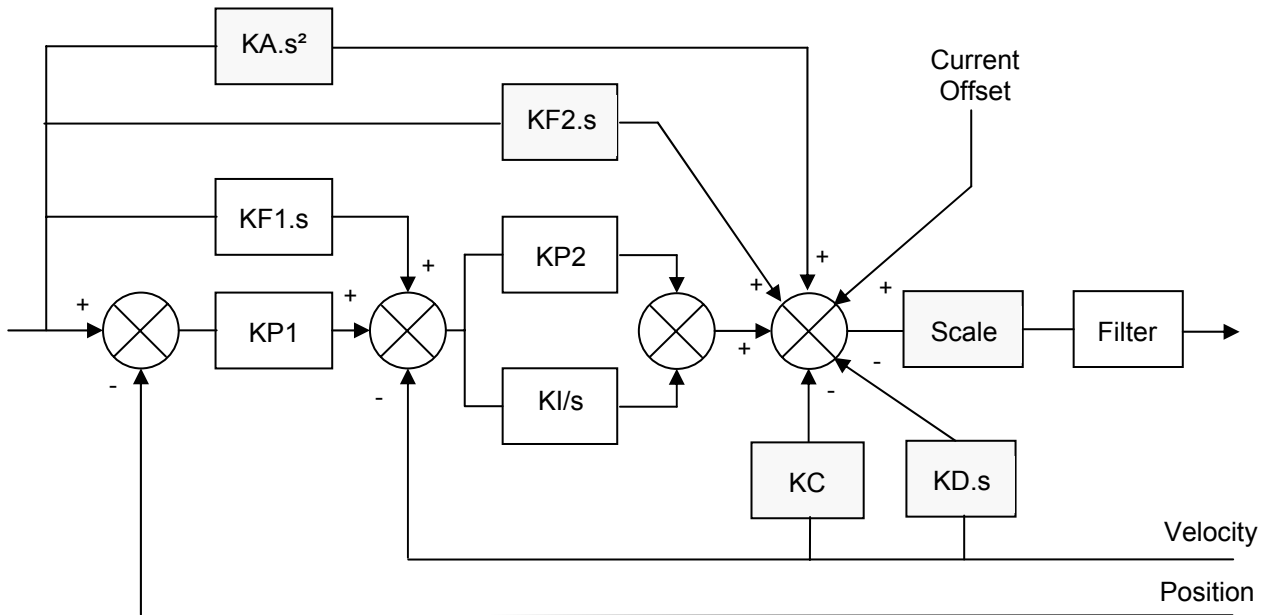 KA.s²
Current
Offset
KF2.s
KF1.s
KP2
+
+
+
+
+
+
KP1
+
Scale
Filter
-
-
+
-
-
KI/s
KC
KD.s
Velocity
Position